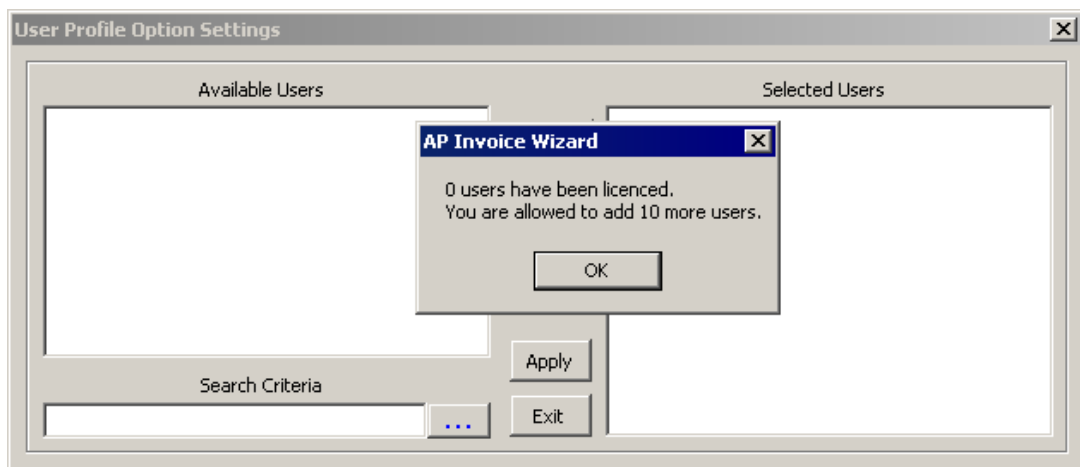 User Profile Option Settings
Available Users
Selected Users
AP Invoice Wizard
0 users have been licenced.
You are allowed to add 10 more users.
OK
Apply
Search Criteria
...
Exit